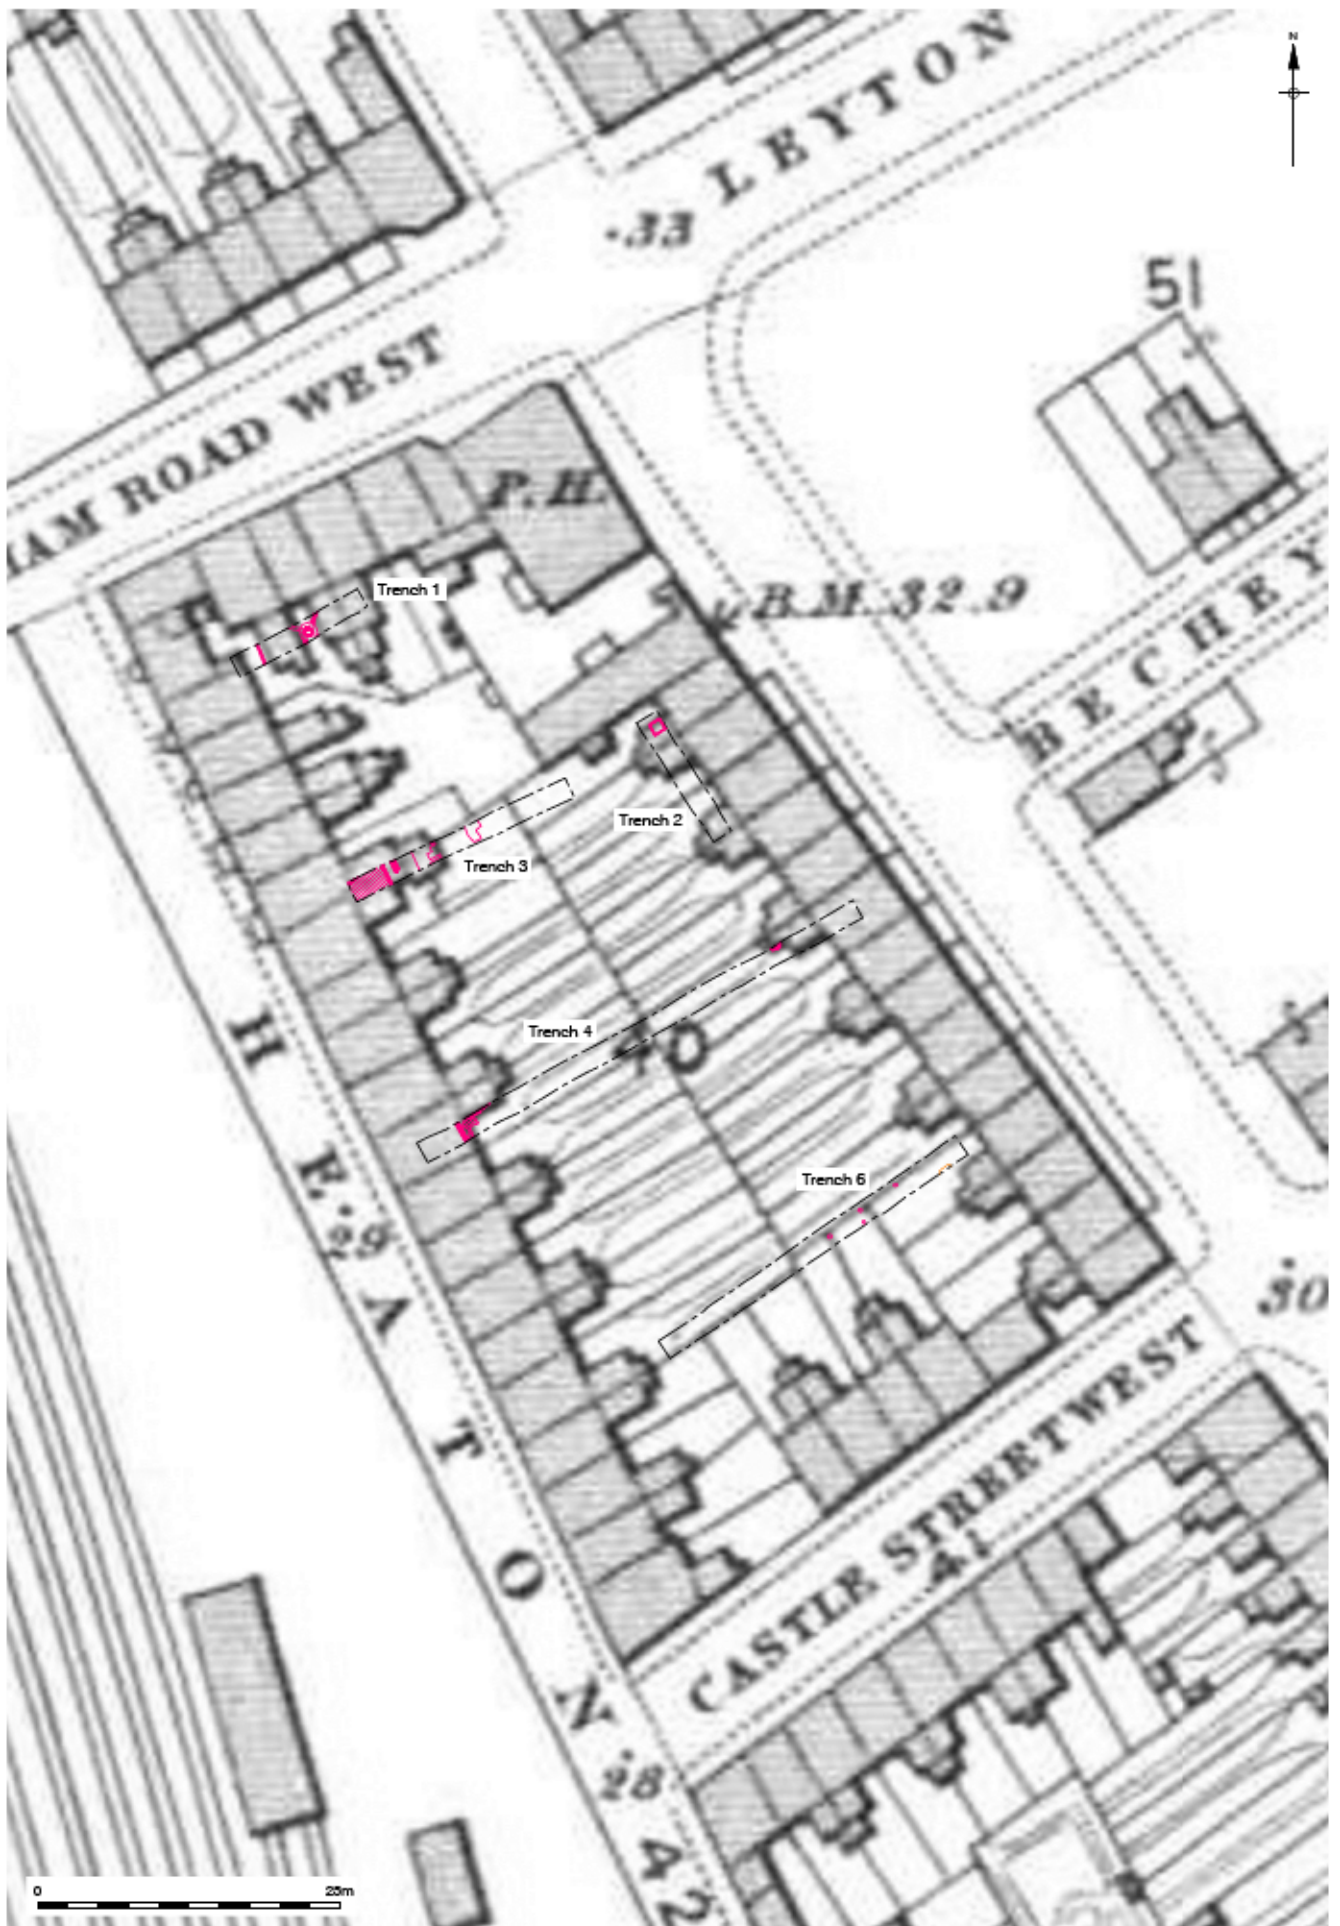 N
LEYTON
.33
51
HAM ROAD WEST
P.H.
Trench 1
B.M. 32.9
BECHEY
Trench 2
Trench 3
HEATON
Trench 4
40
Trench 6
.29
.30
CASTLE STREET WEST
41
.28
42
0 25m